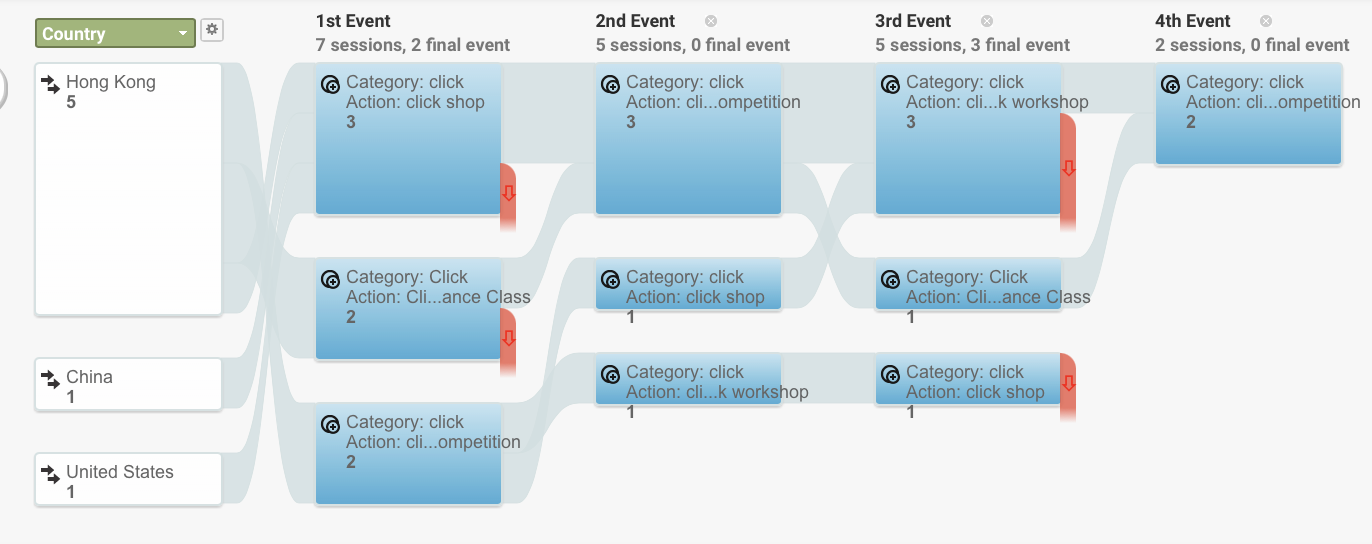 Country
Hong Kong
5
China
1
United States
1
1st Event
7 sessions, 2 final event
Category: click
Action: click shop
3
Category: Click
Action: Cli...ance Class
2
Category: click
Action: cli...ompetition
2
2nd Event
5 sessions, 0 final event
Category: click
Action: cli...ompetition
3
Category: click
Action: click shop
1
Category: click
Action: cli...k workshop
1
3rd Event
5 sessions, 3 final event
Category: click
Action: cli...k workshop
3
Category: Click
Action: Cli...ance Class
1
Category: click
Action: click shop
1
4th Event
2 sessions, 0 final event
Category: click
Action: cli...ompetition
2